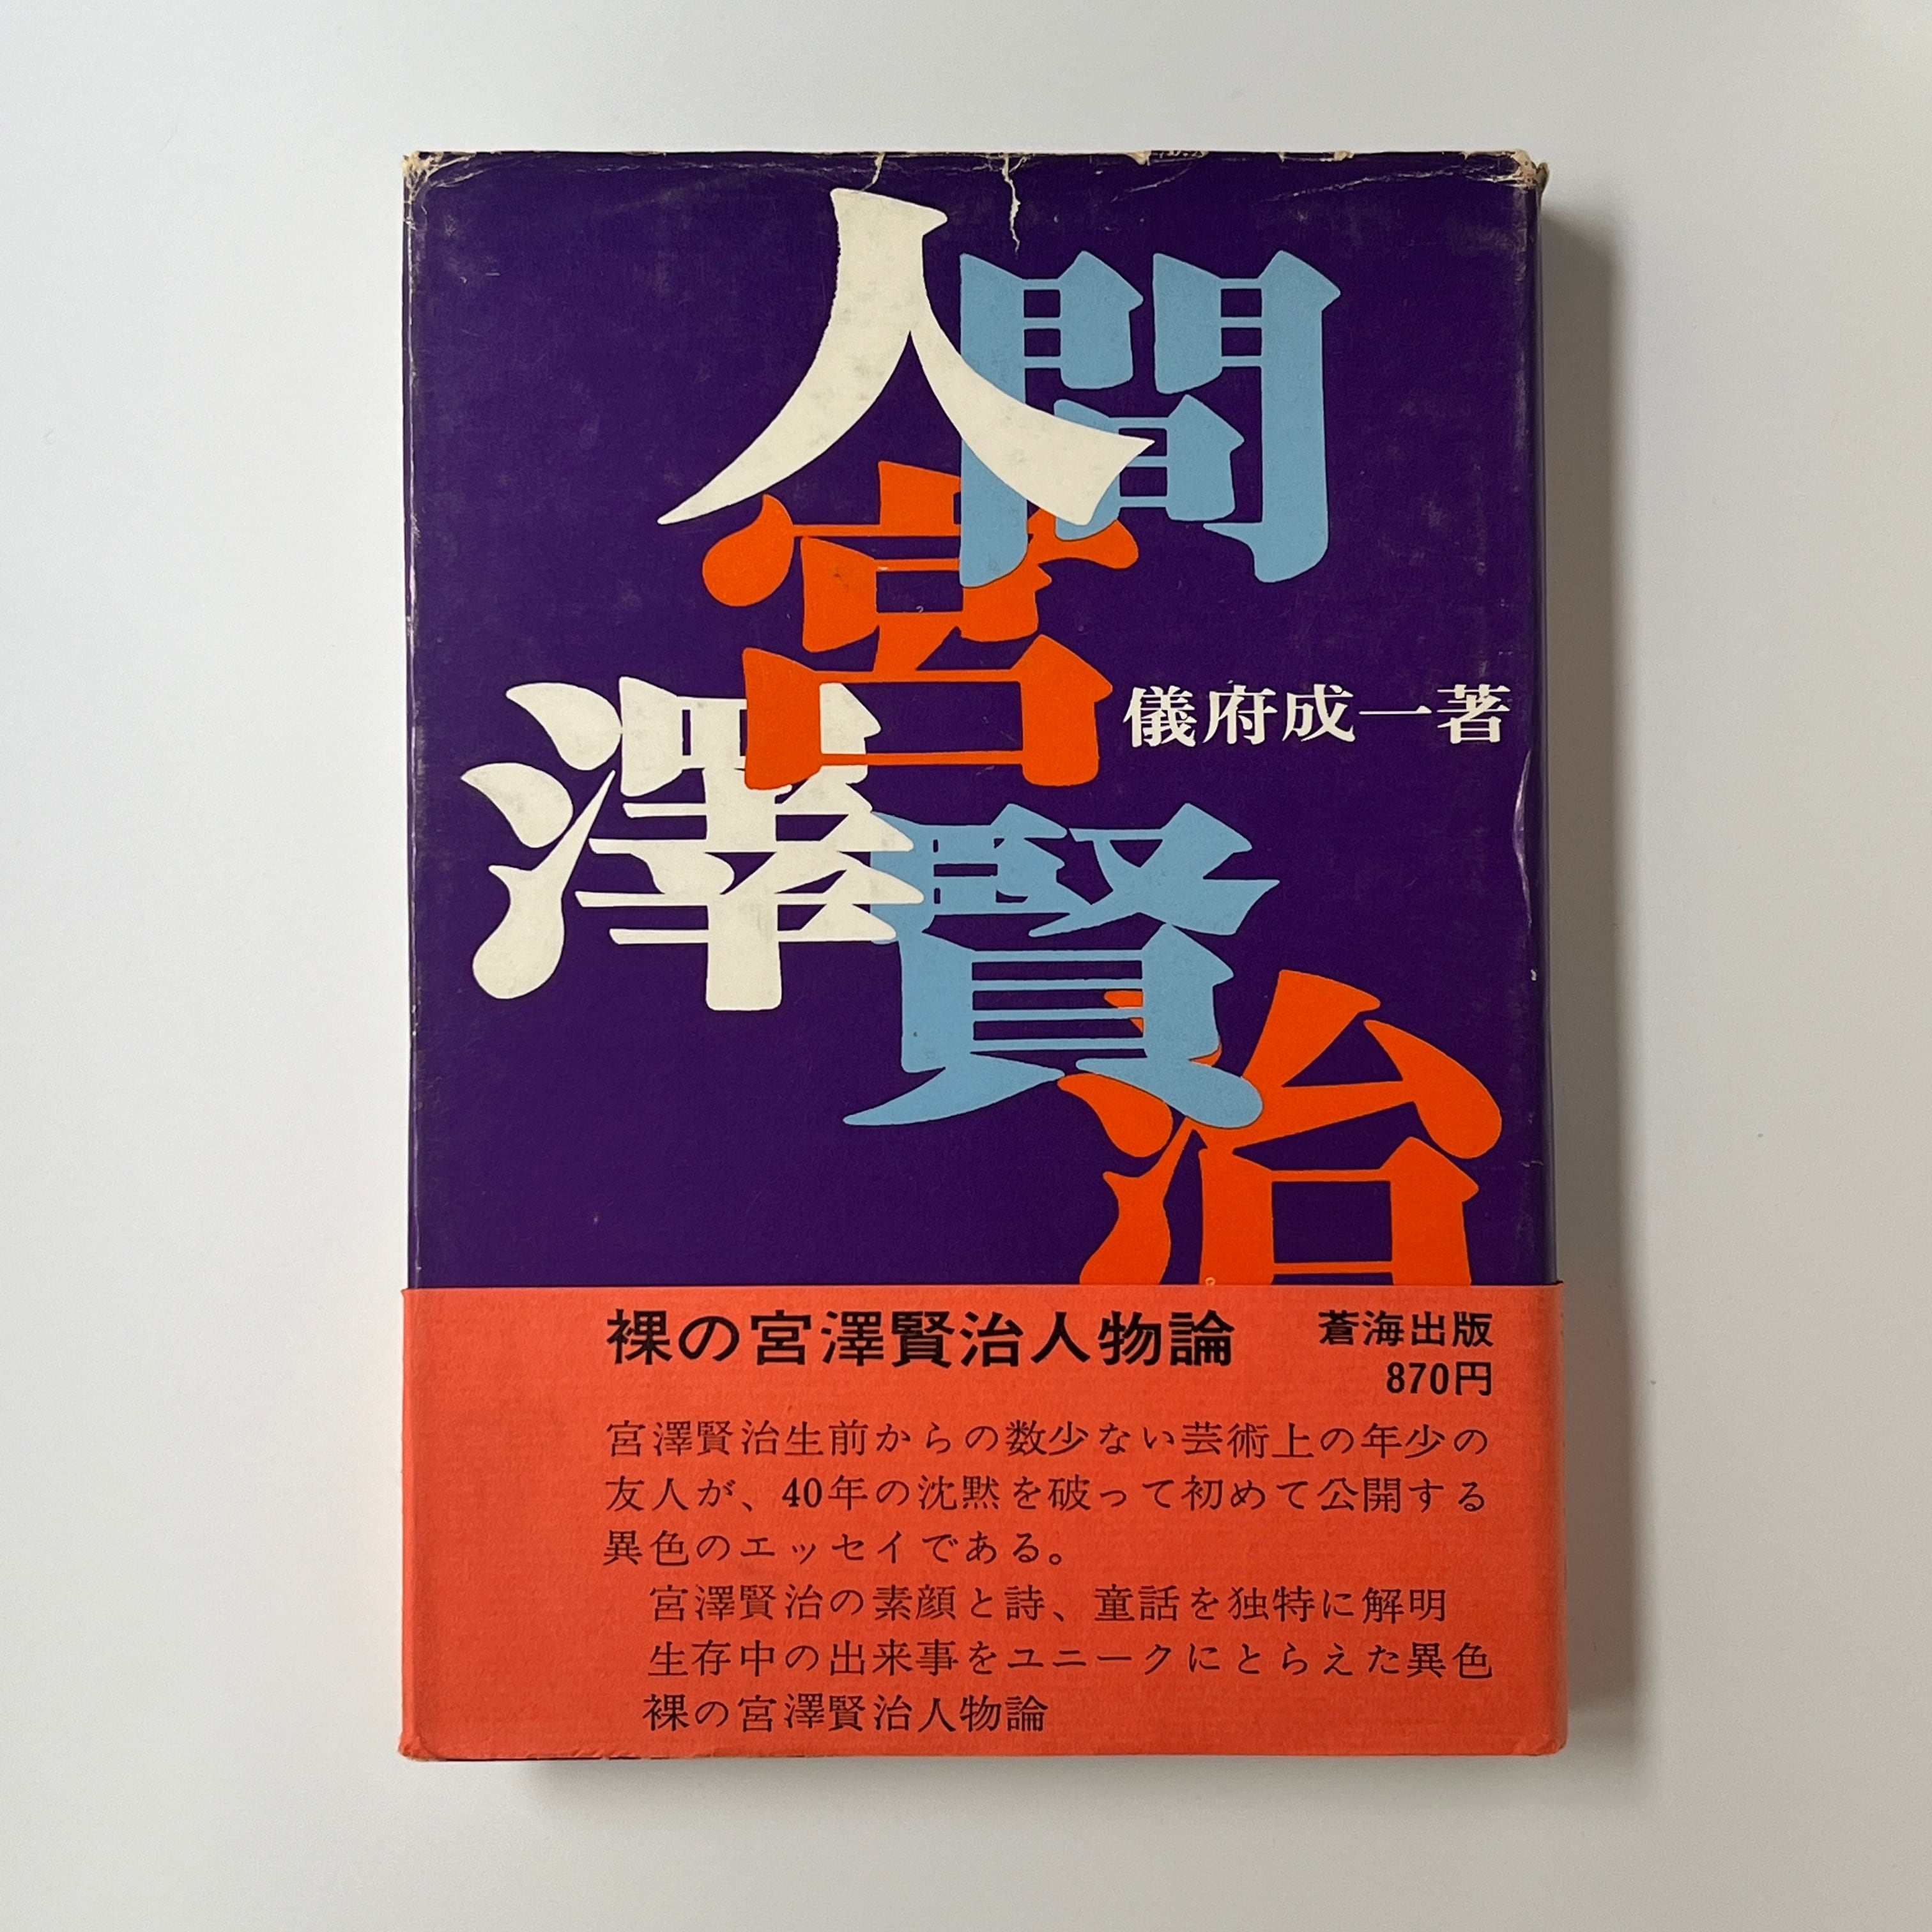 人間
宮澤
賢治
儀府成一著
裸の宮澤賢治人物論
蒼海出版
870円
宮澤賢治生前からの数少ない芸術上の年少の
友人が、40年の沈黙を破って初めて公開する
異色のエッセイである。
宮澤賢治の素顔と詩、童話を独特に解明
生存中の出来事をユニークにとらえた異色
裸の宮澤賢治人物論